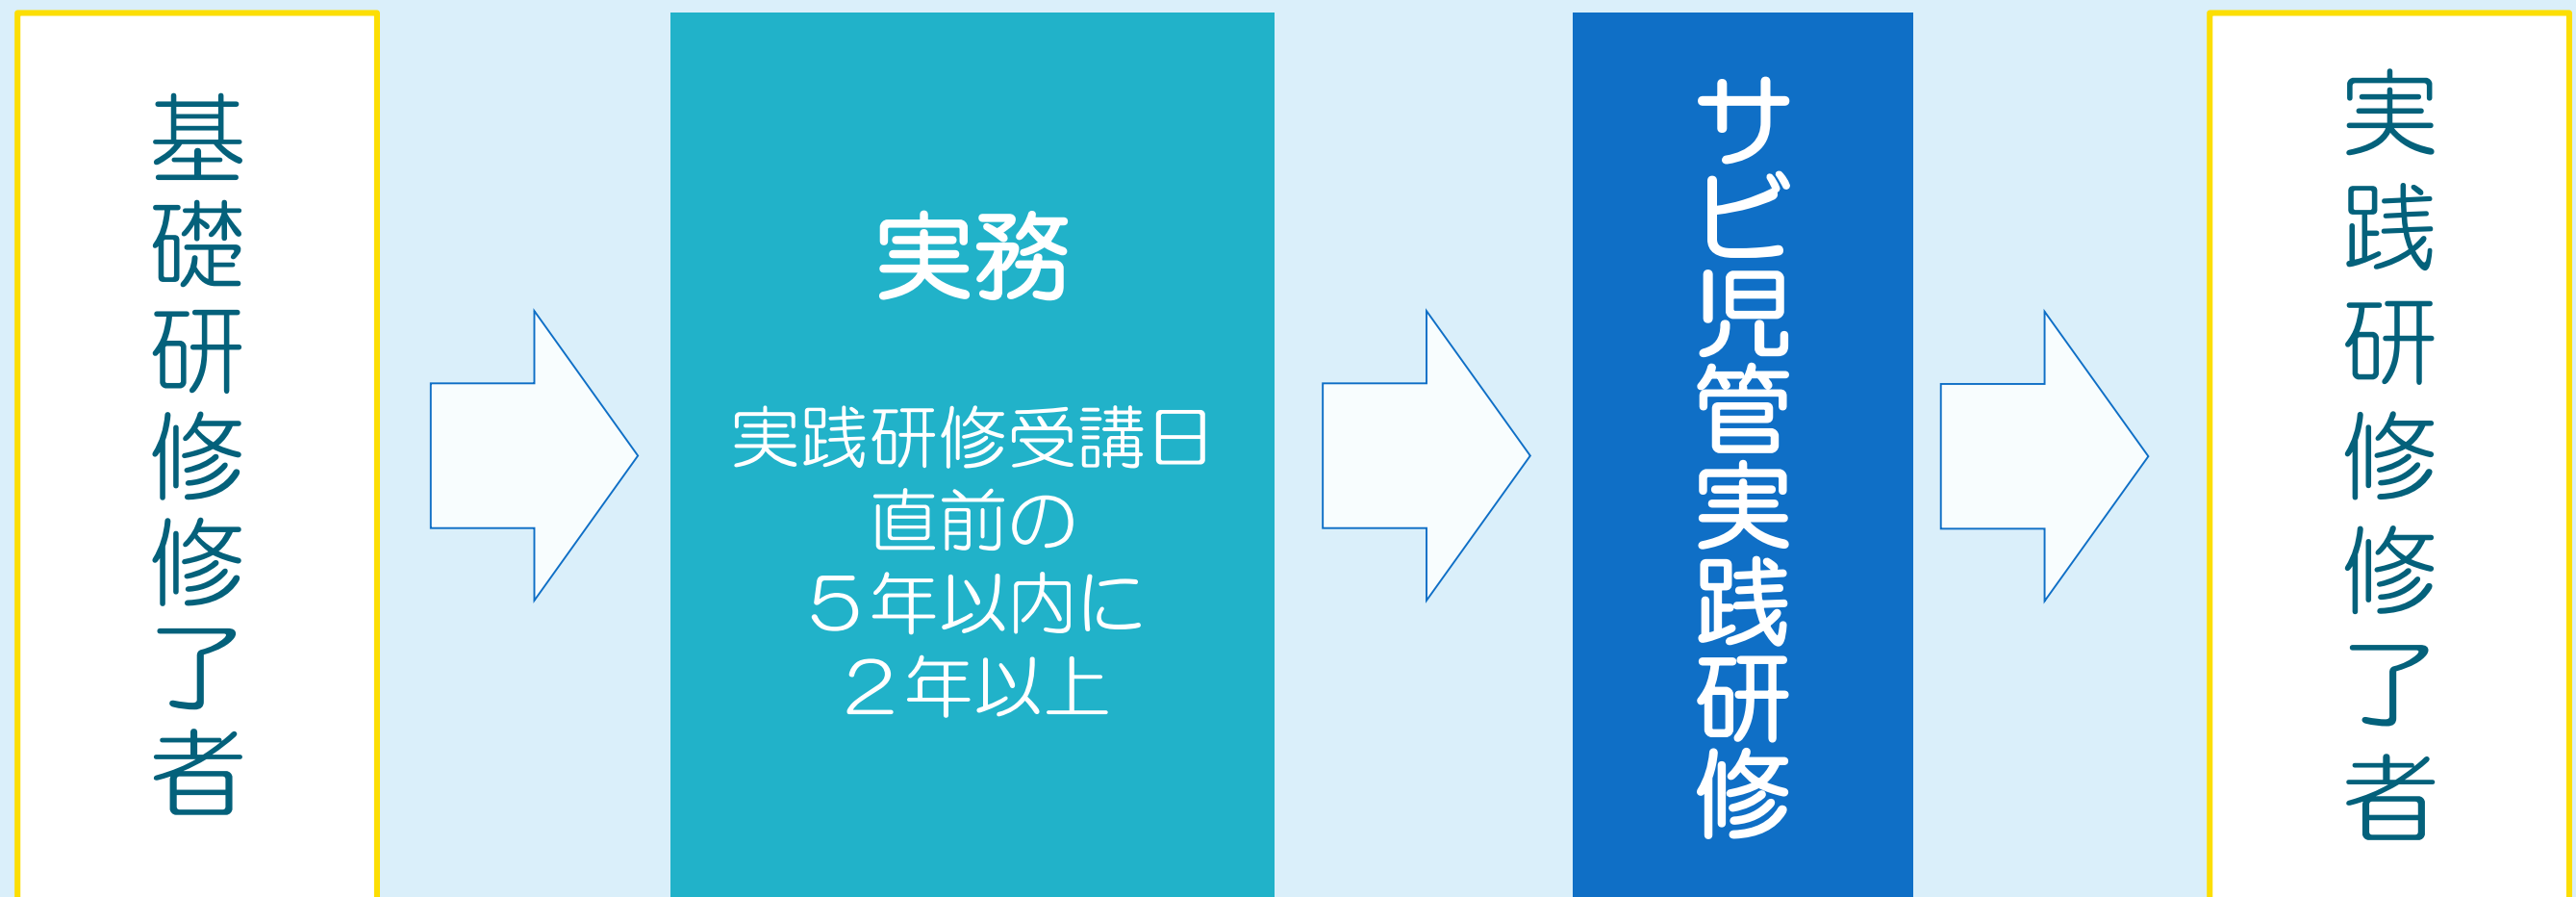 基礎研修修了者
実務
実践研修受講日
直前の
５年以内に
２年以上
サビ児管実践研修
実践研修修了者